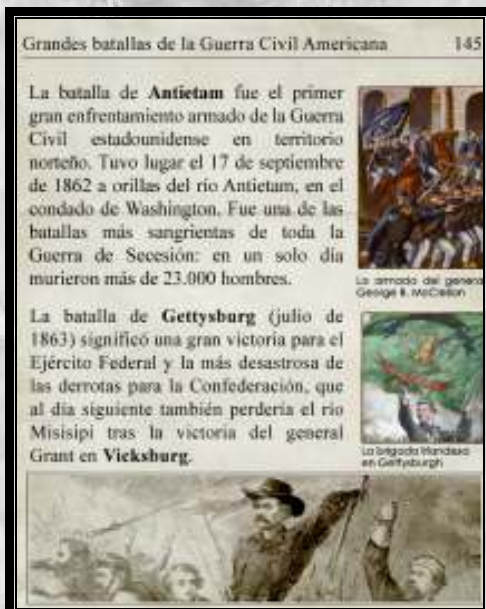 Grandes batallas de la Guerra Civil Americana 145
La batalla de Antietam fue el primer
gran enfrentamiento armado de la Guerra
Civil estadounidense en territorio
norteño. Tuvo lugar el 17 de septiembre
de 1862 a orillas del río Antietam, en el
condado de Washington. Fue una de las
batallas más sangrientas de toda la
Guerra de Secesión: en un solo día
murieron más de 23.000 hombres.
La armada del general
George B. McClellan
La batalla de Gettysburg (julio de
1863) significó una gran victoria para el
Ejército Federal y la más desastrosa de
las derrotas para la Confederación, que
al día siguiente también perdería el río
Misisipi tras la victoria del general
Grant en Vicksburg.
La brigada irlandesa
en Gettysburgh